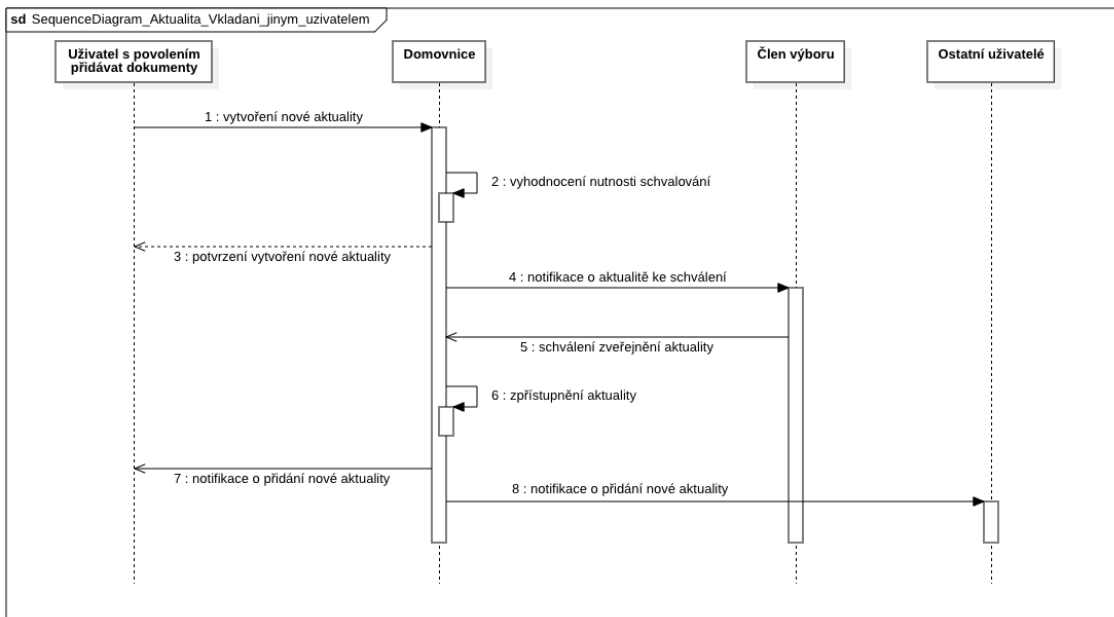 sd SequenceDiagram_Aktualita_Vkladani_jinym_uzivatelem
Uživatel s povolením
přidávat dokumenty
Domovnice
Člen výboru
Ostatní uživatelé
1 : vytvoření nové aktuality
2 : vyhodnocení nutnosti schvalování
3 : potvrzení vytvoření nové aktuality
4 : notifikace o aktualitě ke schválení
5 : schválení zveřejnění aktuality
6 : zpřístupnění aktuality
7 : notifikace o přidání nové aktuality
8 : notifikace o přidání nové aktuality